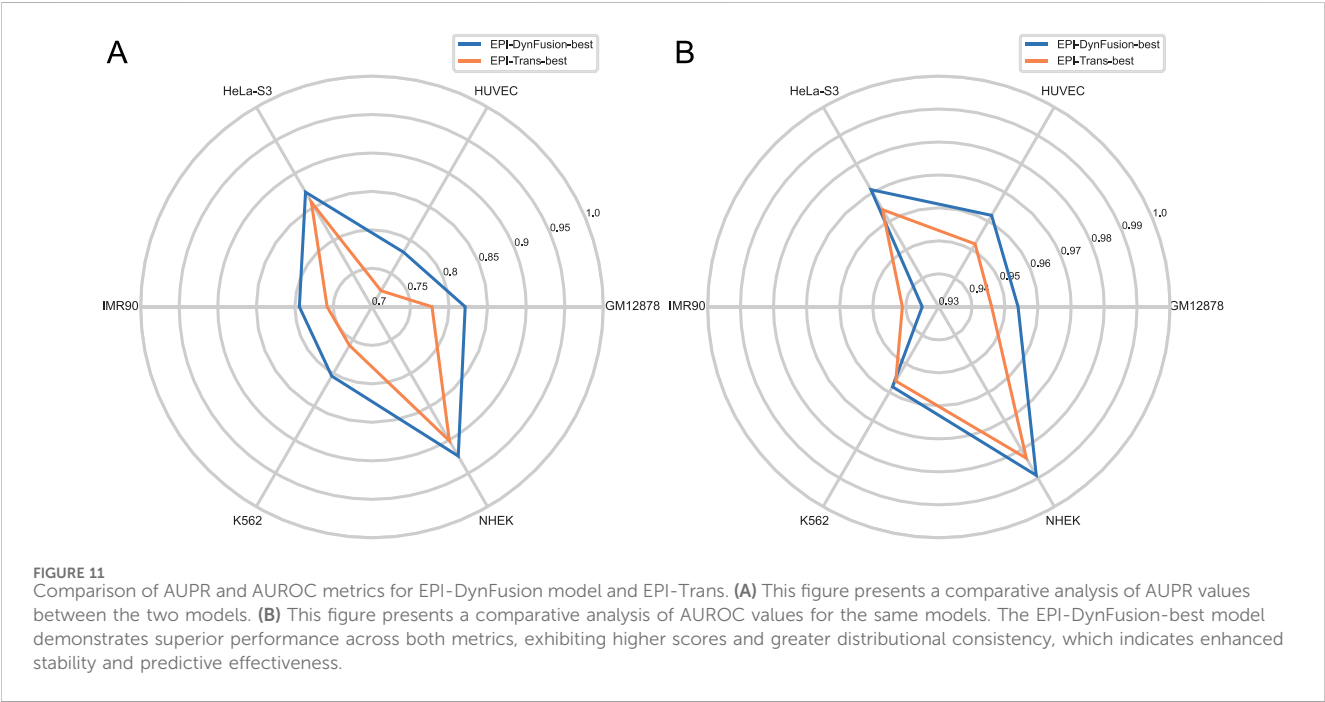 A
EPI-DynFusion-best
EPI-Trans-best
HeLa-S3
HUVEC
1.0
0.95
0.9
0.85
0.8
0.75
0.7
IMR90
GM12878
K562
NHEK
B
EPI-DynFusion-best
EPI-Trans-best
HeLa-S3
HUVEC
1.0
0.99
0.98
0.97
0.96
0.95
0.94
0.93
IMR90
GM12878
K562
NHEK
FIGURE 11
Comparison of AUPR and AUROC metrics for EPI-DynFusion model and EPI-Trans. (A) This figure presents a comparative analysis of AUPR values
between the two models. (B) This figure presents a comparative analysis of AUROC values for the same models. The EPI-DynFusion-best model
demonstrates superior performance across both metrics, exhibiting higher scores and greater distributional consistency, which indicates enhanced
stability and predictive effectiveness.